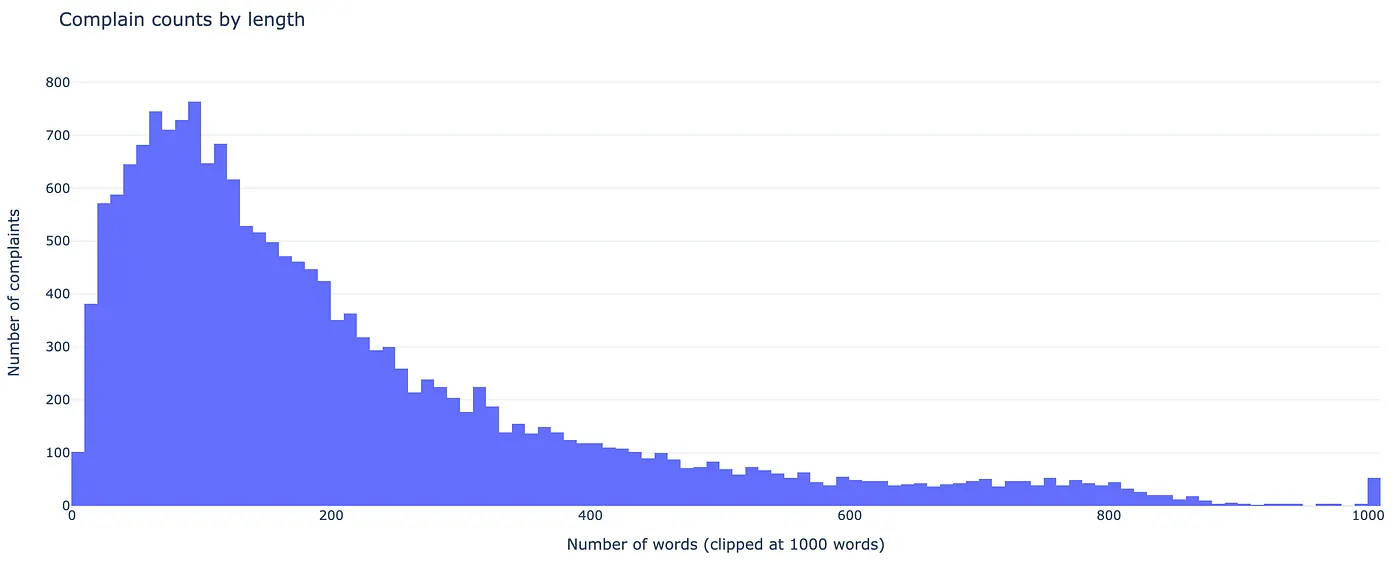 Complain counts by length
800
700
600
500
400
300
200
100
0
Number of complaints
0 200 400 600 800 1000
Number of words (clipped at 1000 words)